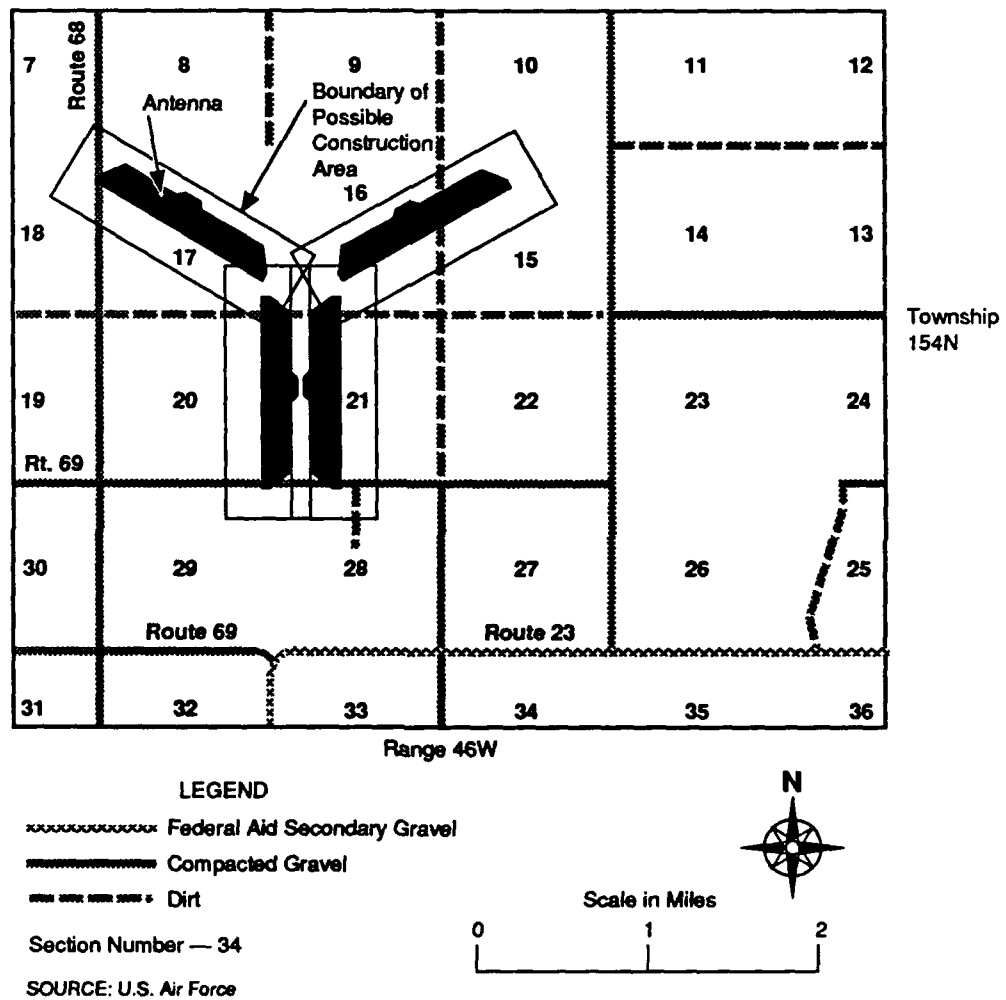 Route 68
7
8
9
10
11
12
Antenna
Boundary of
Possible
Construction
Area
16
18
17
15
14
13
Township
154N
19
20
21
22
23
24
Rt. 69
30
29
28
27
26
25
Route 69
Route 23
31
32
33
34
35
36
Range 46W
LEGEND
Federal Aid Secondary Gravel
Compacted Gravel
Dirt
Section Number — 34
SOURCE: U.S. Air Force
N
Scale in Miles
0
1
2